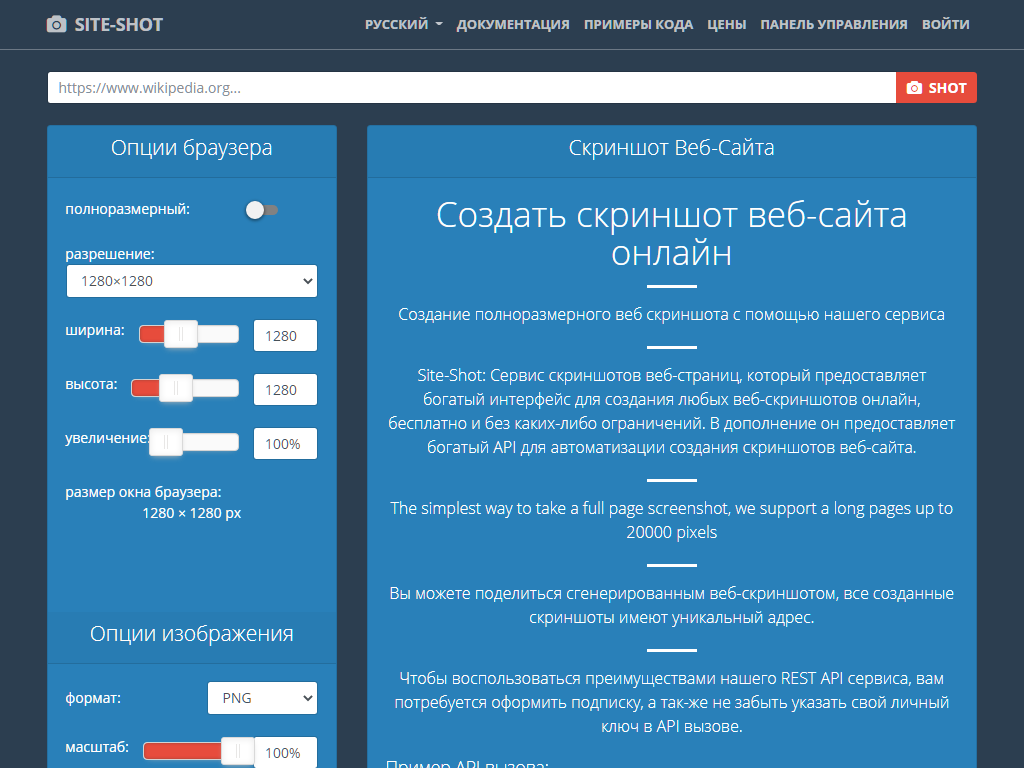 SITE-SHOT
РУССКИЙ ДОКУМЕНТАЦИЯ ПРИМЕРЫ КОДА ЦЕНЫ ПАНЕЛЬ УПРАВЛЕНИЯ ВОЙТИ
https://www.wikipedia.org...
SHOT
Опции браузера
полноразмерный:
разрешение:
1280×1280
ширина:
1280
высота:
1280
увеличение:
100%
размер окна браузера:
1280 × 1280 px
Опции изображения
формат:
PNG
масштаб:
100%
Скриншот Веб-Сайта
Создать скриншот веб-сайта
онлайн
Создание полноразмерного веб скриншота с помощью нашего сервиса
Site-Shot: Сервис скриншотов веб-страниц, который предоставляет
богатый интерфейс для создания любых веб-скриншотов онлайн,
бесплатно и без каких-либо ограничений. В дополнение он предоставляет
богатый API для автоматизации создания скриншотов веб-сайта.
The simplest way to take a full page screenshot, we support a long pages up to
20000 pixels
Вы можете поделиться сгенерированным веб-скриншотом, все созданные
скриншоты имеют уникальный адрес.
Чтобы воспользоваться преимуществами нашего REST API сервиса, вам
потребуется оформить подписку, а так-же не забыть указать свой личный
ключ в API вызове.
Пример API вызова: